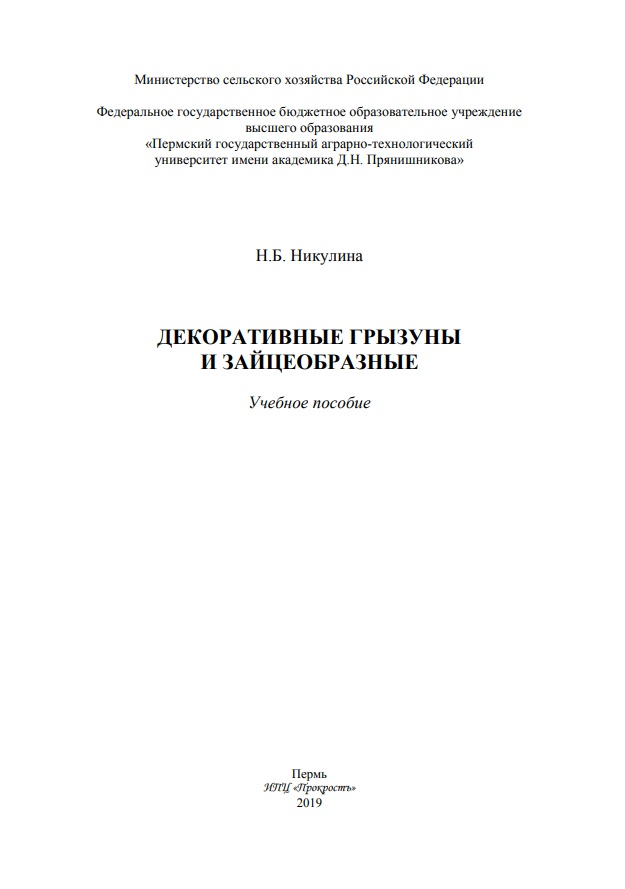 Министерство сельского хозяйства Российской Федерации
Федеральное государственное бюджетное образовательное учреждение
высшего образования
«Пермский государственный аграрно-технологический
университет имени академика Д.Н. Прянишникова»
Н.Б. Никулина
ДЕКОРАТИВНЫЕ ГРЫЗУНЫ
И ЗАЙЦЕОБРАЗНЫЕ
Учебное пособие
Пермь
ИПЦ «Прокростъ»
2019